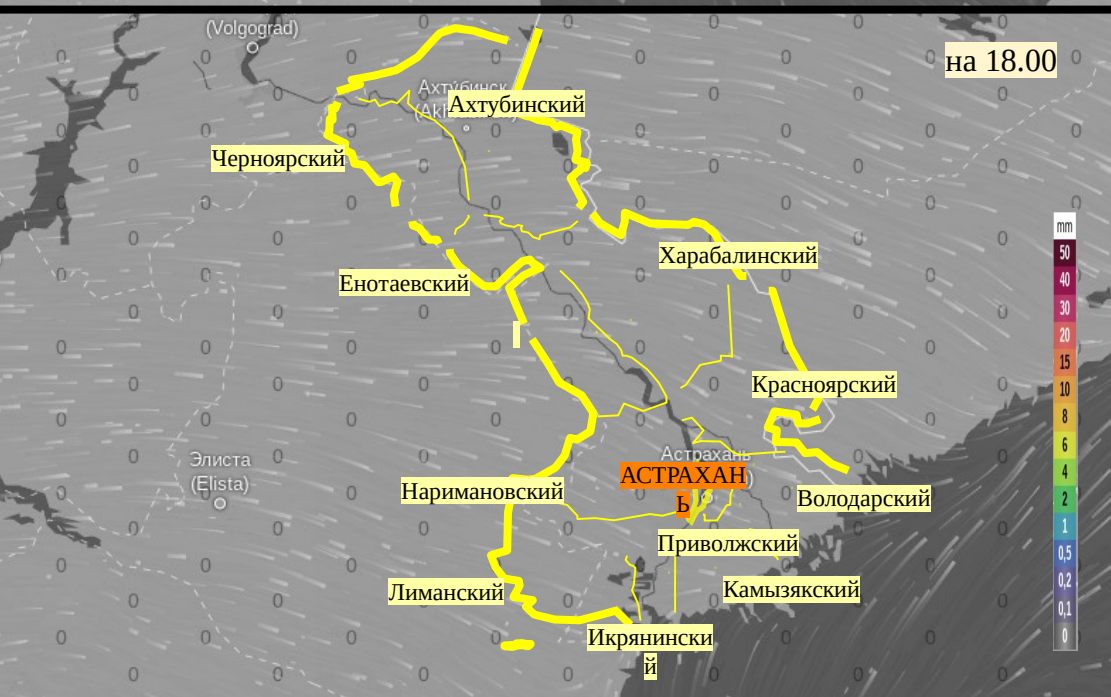 (Volgograd)
на 18.00
Ахтубинск
Ахтубинский
Черноярский
Харабалинский
Енотаевский
Красноярский
Астрахань
Элиста
(Elista)
АСТРАХАН
Ь
Наримановский
Володарский
Приволжский
Лиманский
Камызякский
Икрянински
й
mm
50
40
30
20
15
10
8
6
4
2
1
0,5
0,2
0,1
0